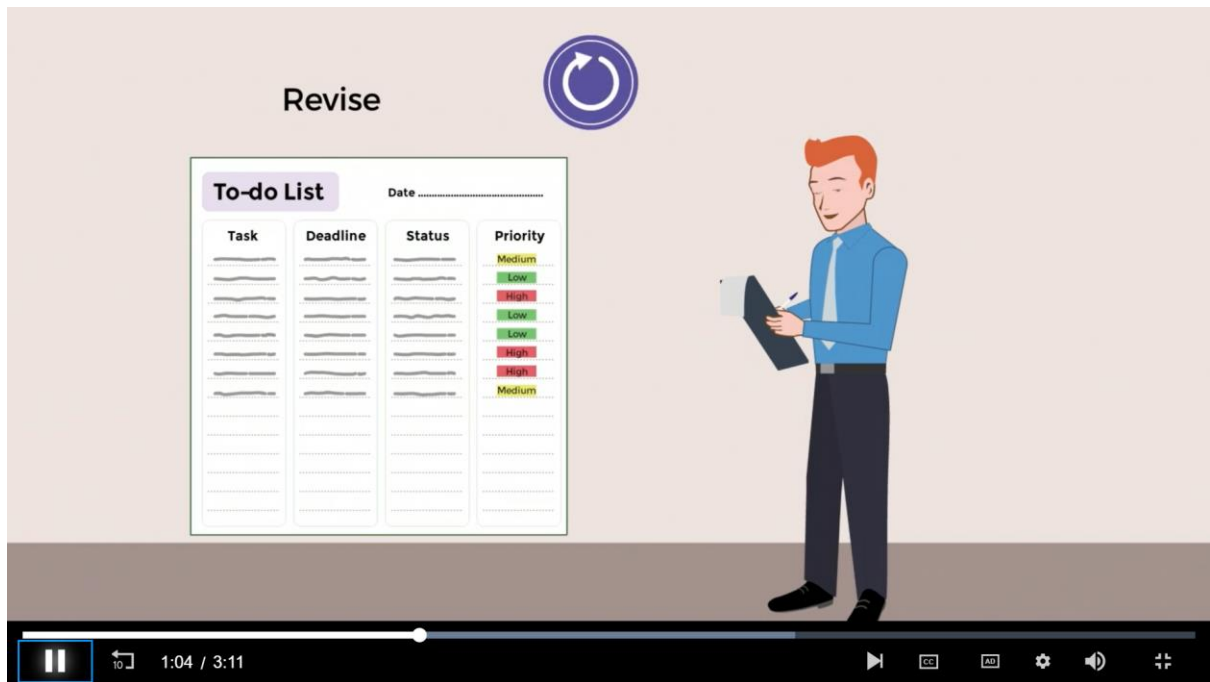 Revise
To-do List
Date ..........................................
Task Deadline Status Priority
Medium
Low
High
Low
Low
High
High
Medium
10
1:04 / 3:11
CC
AD